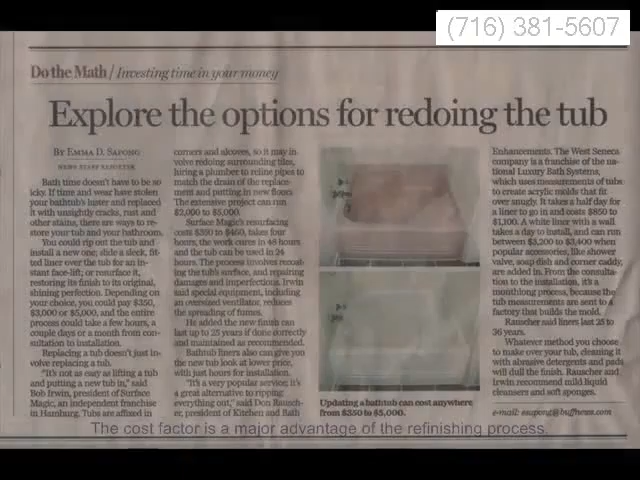 (716) 381-5607
Do the Math / Investing time in your money
Explore the options for redoing the tub
BY EMMA D. SAPONG
NEWS STAFF REPORTER
Bath time doesn't have to be so
icky. If time and wear have stolen
your bathtub's luster and replaced
it with unsightly cracks, rust and
other stains, there are ways to re-
store your tub and your bathroom.
You could rip out the tub and
install a new one; slide a deck, fit-
ted liner over the tub for an in-
stant face-lift; or resurface it,
restoring its finish to its original,
shining perfection. Depending on
your choice, you could pay $350,
$3,000 or $5,000, and the entire
process could take a few hours, a
couple days or a month from con-
sultation to installation.
Replacing a tub doesn't just in-
volve replacing a tub.
"It's not as easy as lifting a tub
and putting a new tub in," said
Bob Irwin, president of Surface
Magic, an independent franchise
in Hamburg. Tubs are affixed in
corners and alcoves, so it may in-
volve redoing surrounding tiles,
hiring a plumber to reline pipes to
match the drain of the replace-
ment and putting in new floors.
The extensive project can run
$2,000 to $5,000.
Surface Magic's resurfacing
costs $350 to $460, takes four
hours, the work cures in 48 hours
and the tub can be used in 24
hours. The process involves recoat-
ing the tub's surface, and repairing
damages and imperfections. Irwin
said special equipment, including
an oversized ventilator, reduces
the spreading of fumes.
He added the new finish can
last up to 25 years if done correctly
and maintained as recommended.
Bathtub liners also can give you
the new tub look at lower price,
with just hours for installation.
"It's a very popular service; it's
a great alternative to ripping
everything out," said Don Rausch-
er, president of Kitchen and Bath
Updating a bathtub can cost anywhere
from $350 to $5,000.
Enhancements. The West Seneca
company is a franchise of the na-
tional Luxury Bath Systems,
which uses measurements of tubs
to create acrylic molds that fit
over snugly. It takes a half day for
a liner to go in and costs $850 to
$1,100. A white liner with a wall
takes a day to install, and can run
between $3,200 to $3,400 when
popular accessories, like shower
valve, soap dish and corner caddy,
are added in. From the consulta-
tion to the installation, it's a
monthlong process, because the
tub measurements are sent to a
factory that builds the mold.
Rauscher said liners last 25 to
36 years.
Whatever method you choose
to make over your tub, cleaning it
with abrasive detergents and pads
will dull the finish. Rauscher and
Irwin recommend mild liquid
cleansers and soft sponges.
e-mail: esapong@buffnews.com
The cost factor is a major advantage of the refinishing process.